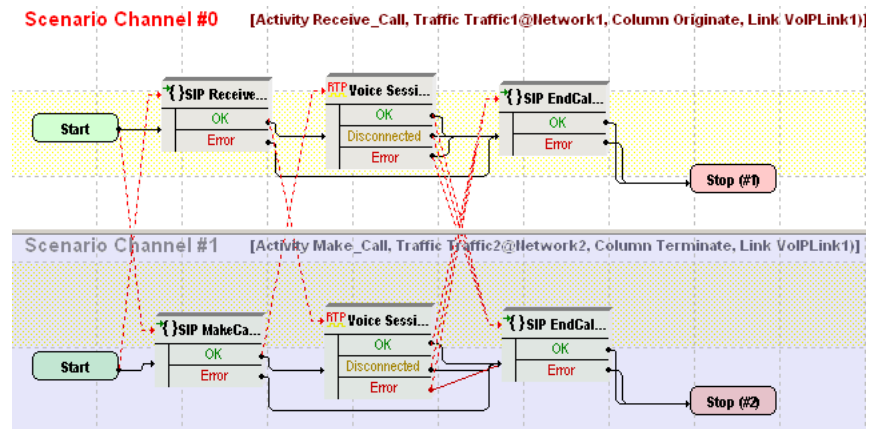 Scenario Channel #0 [Activity Receive_Call, Traffic Traffic1@Network1, Column Originate, Link VoIPLink1)]
{}SIP Receive...
OK
Error
RTP Voice Sessi...
OK
Disconnected
Error
{}SIP EndCal...
OK
Error
Start
Stop (#1)
Scenario Channel #1 [Activity Make_Call, Traffic Traffic2@Network2, Column Terminate, Link VoIPLink1)]
{}SIP MakeCa...
OK
Error
RTP Voice Sessi...
OK
Disconnected
Error
{}SIP EndCal...
OK
Error
Start
Stop (#2)